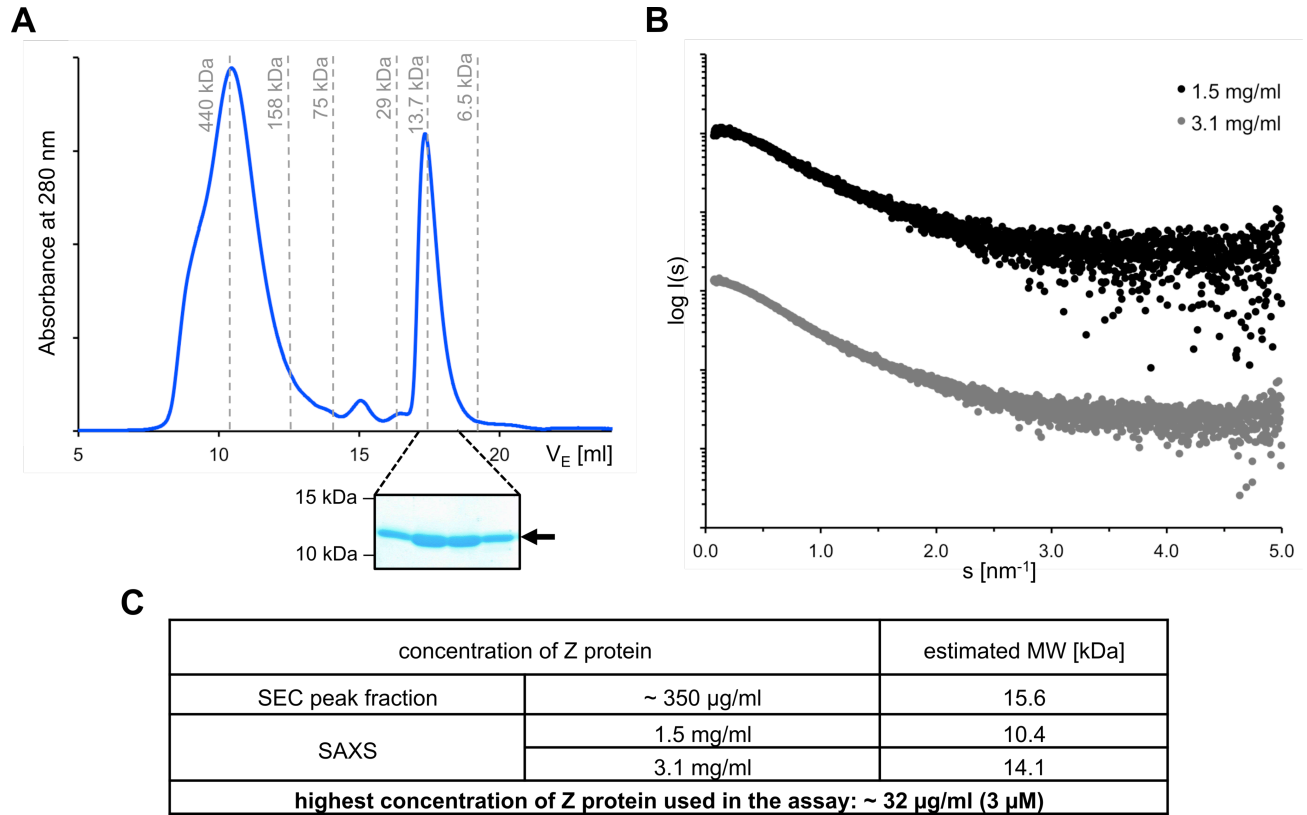 A
B
440 kDa
158 kDa
75 kDa
29 kDa
13.7 kDa
6.5 kDa
Absorbance at 280 nm
5
10
15
20
V_E [ml]
15 kDa
10 kDa
1.5 mg/ml
3.1 mg/ml
log I(s)
0.0
1.0
2.0
3.0
4.0
5.0
s [nm⁻¹]
C
concentration of Z protein estimated MW [kDa]
SEC peak fraction ~ 350 µg/ml 15.6
SAXS
1.5 mg/ml 10.4
3.1 mg/ml 14.1
highest concentration of Z protein used in the assay: ~ 32 µg/ml (3 µM)